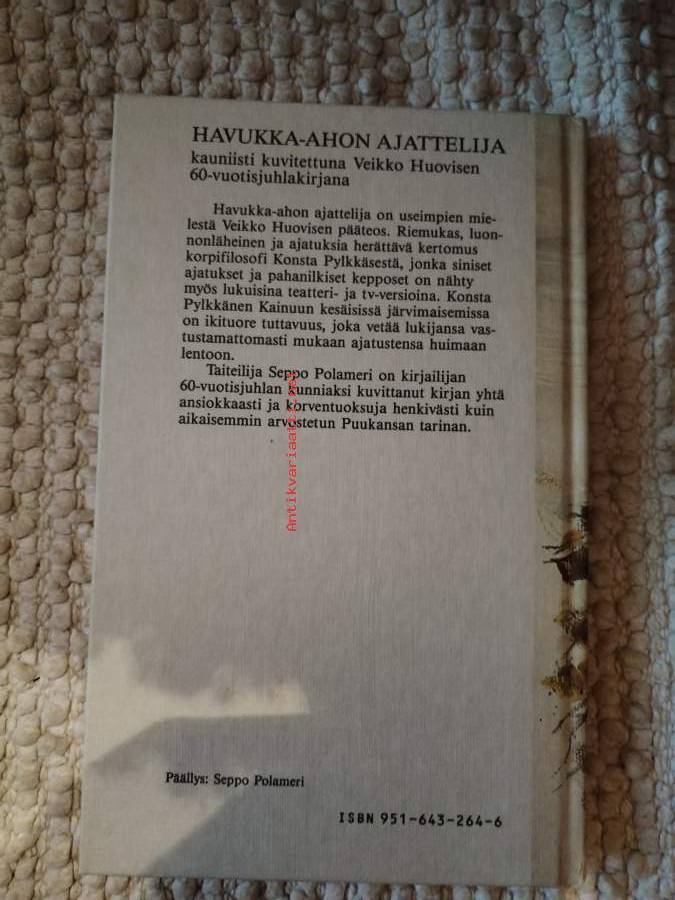 HAVUKKA-AHON AJATTELIJA
kauniisti kuvitettuna Veikko Huovisen
60-vuotisjuhlakirjana
Havukka-ahon ajattelija on useimpien mie-
lestä Veikko Huovisen pääteos. Riemukas, luon-
nonläheinen ja ajatuksia herättävä kertomus
korpifilosofi Konsta Pylkkäsestä, jonka siniset
ajatukset ja pahanilkiset kepposet on nähty
myös lukuisina teatteri- ja tv-versioina. Konsta
Pylkkänen Kainuun kesäisissä järvimaisemissa
on ikituore tuttavuus, joka vetää lukijansa vas-
tustamattomasti mukaan ajatustensa huimaan
lentoon.
Taiteilija Seppo Polameri on kirjailijan
60-vuotisjuhlan kunniaksi kuvittanut kirjan yhtä
ansiokkaasti ja korventuoksuja henkivästi kuin
aikaisemmin arvostetun Puukansan tarinan.
Antikvariaatti.net
Päällys: Seppo Polameri
ISBN 951-643-264-6